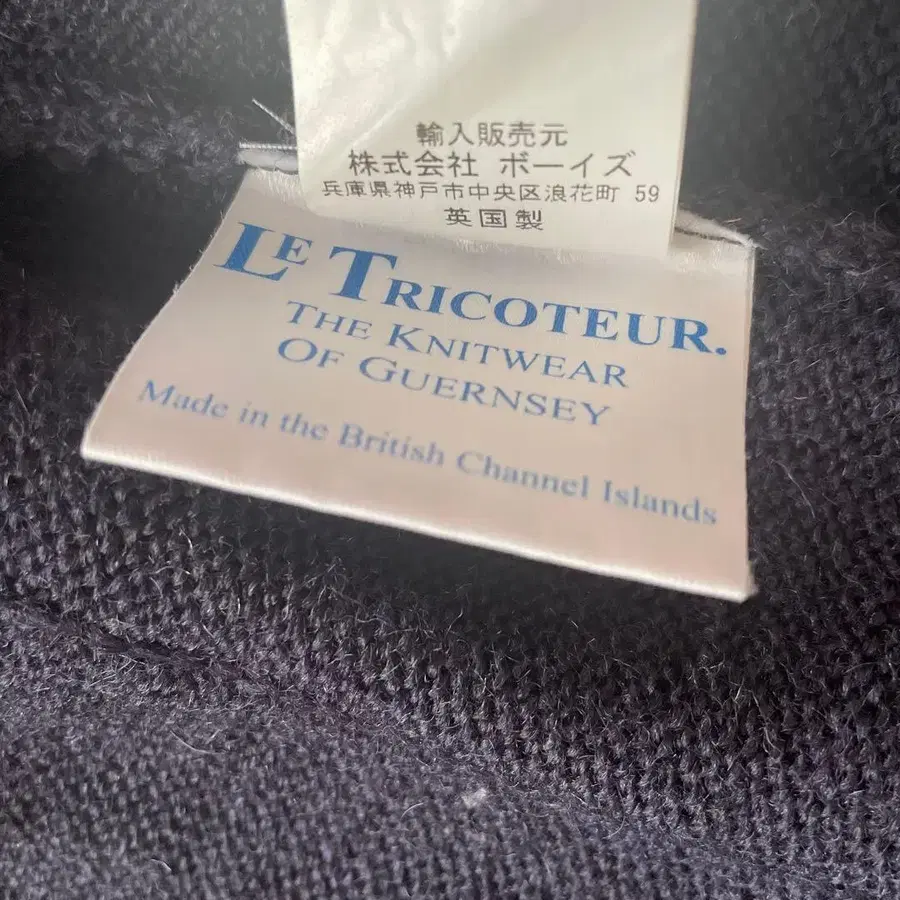 輸入販売元
株式会社 ボーイズ
兵庫県神戸市中央区浪花町 59
英国製
LE TRICOTEUR.
THE KNITWEAR
OF GUERNSEY
Made in the British Channel Islands